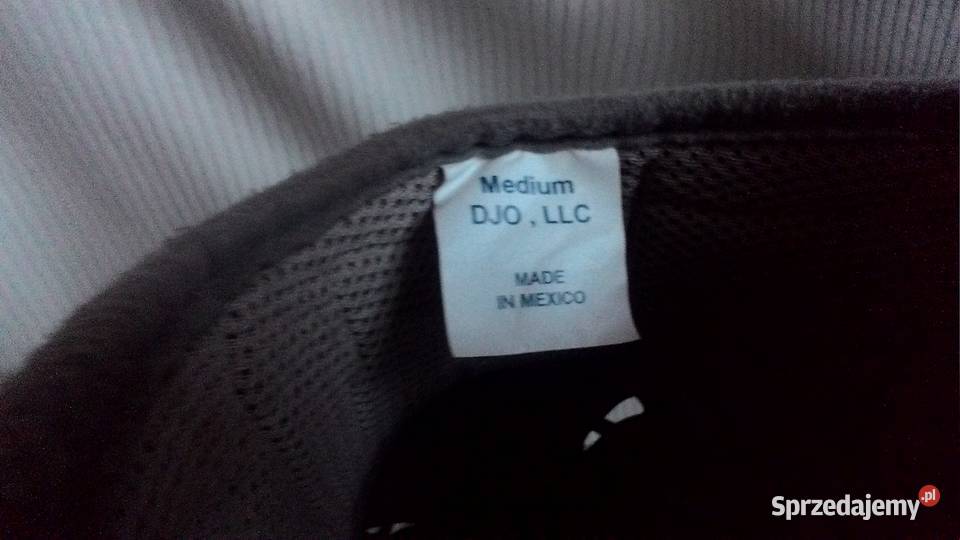 Medium
DJO , LLC
MADE
IN MEXICO
Sprzedajemy.pl